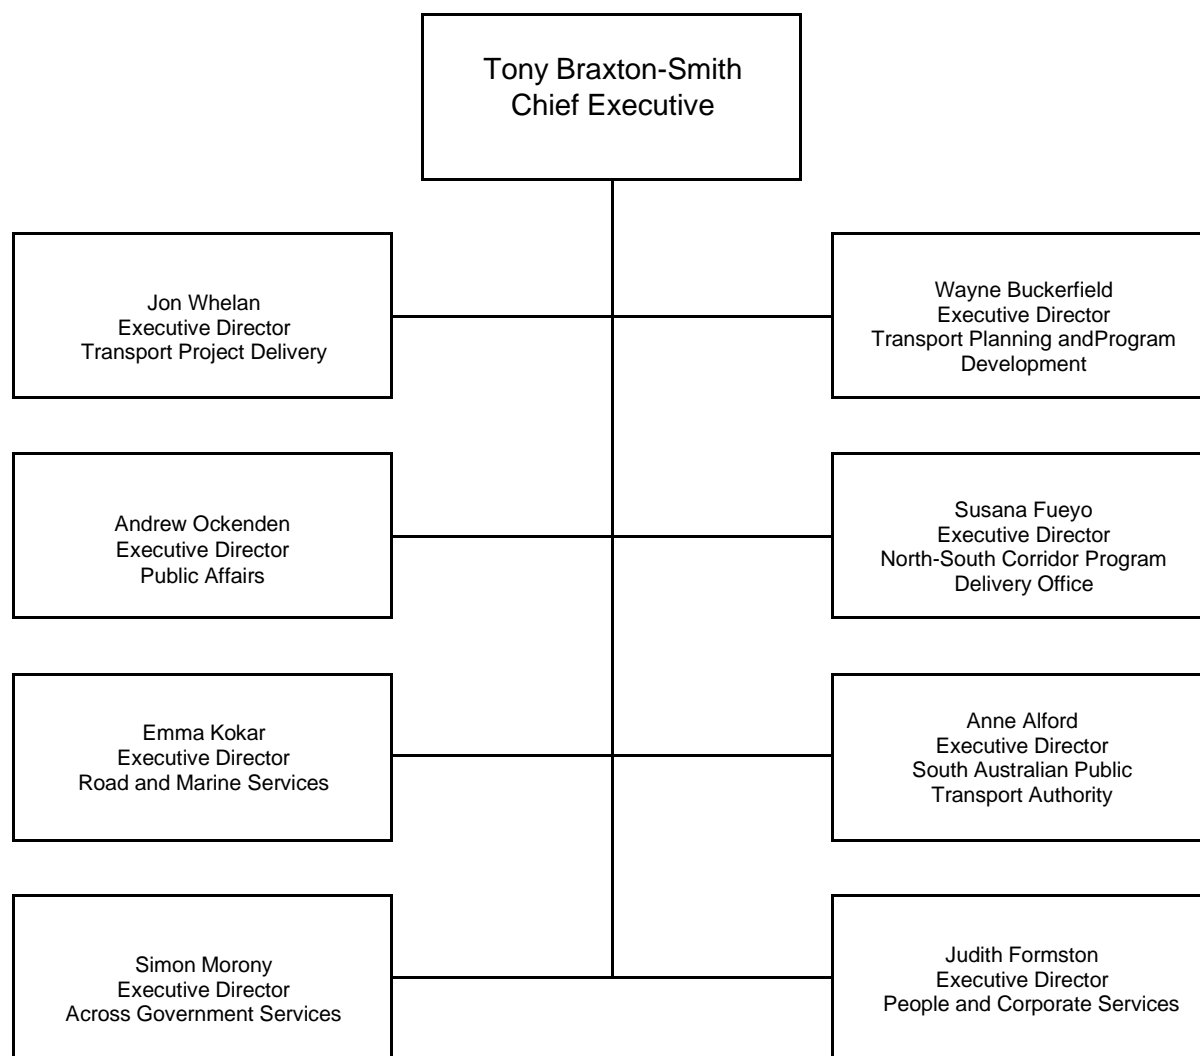 Tony Braxton-Smith
Chief Executive
Jon Whelan
Executive Director
Transport Project Delivery
Wayne Buckerfield
Executive Director
Transport Planning andProgram
Development
Andrew Ockenden
Executive Director
Public Affairs
Susana Fueyo
Executive Director
North-South Corridor Program
Delivery Office
Emma Kokar
Executive Director
Road and Marine Services
Anne Alford
Executive Director
South Australian Public
Transport Authority
Simon Morony
Executive Director
Across Government Services
Judith Formston
Executive Director
People and Corporate Services